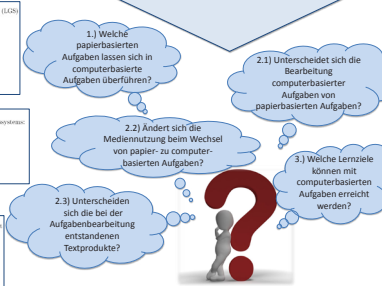 (LGS)
1.) Welche
papierbasierten
Aufgaben lassen sich in
computerbasierte
Aufgaben überführen?
2.1) Unterscheidet sich die
Bearbeitung
computerbasierter
Aufgaben von
papierbasierten Aufgaben?
systems:
2.2) Ändert sich die
Mediennutzung beim Wechsel
von papier- zu computer-
basierten Aufgaben?
3.) Welche Lernziele
können mit
computerbasierten
Aufgaben erreicht
werden?
2.3) Unterscheiden
sich die bei der
Aufgabenbearbeitung
entstandenen
Textprodukte?